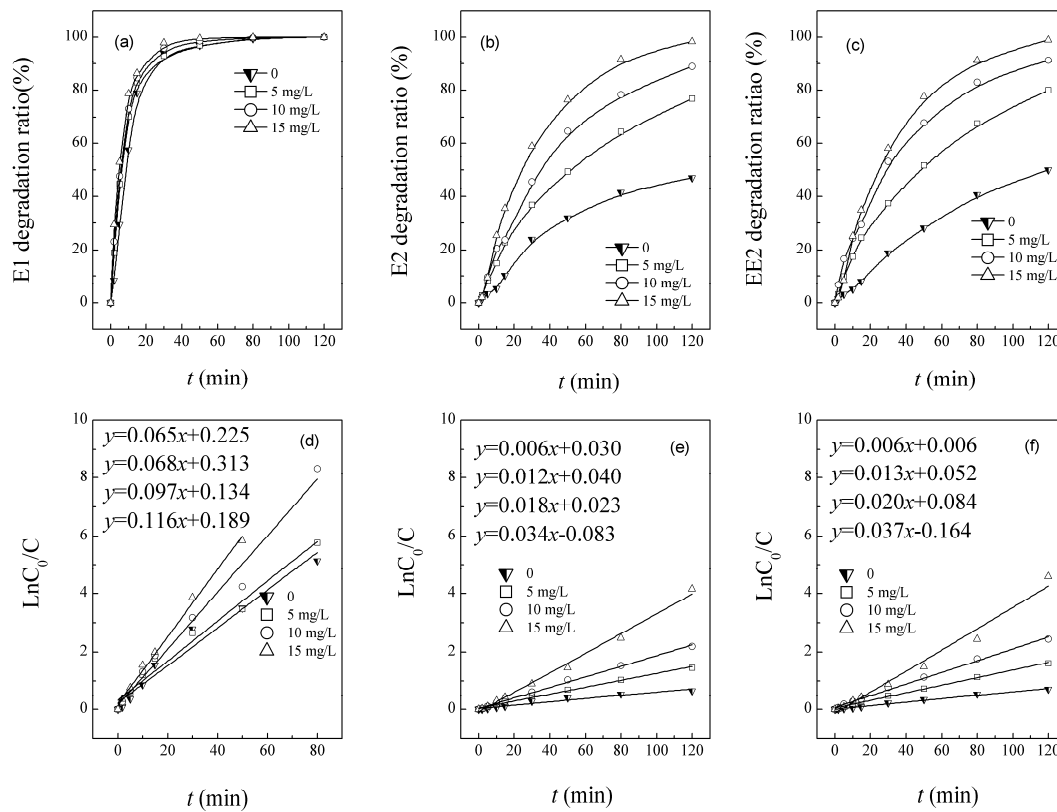 E1 degradation ratio(%)
100
80
60
40
20
0
(a)
0
5 mg/L
10 mg/L
15 mg/L
0 20 40 60 80 100 120
t (min)
E2 degradation ratio (%)
100
80
60
40
20
0
(b)
0
5 mg/L
10 mg/L
15 mg/L
0 20 40 60 80 100 120
t (min)
EE2 degradation ratiao (%)
100
80
60
40
20
0
(c)
0
5 mg/L
10 mg/L
15 mg/L
0 20 40 60 80 100 120
t (min)
LnC0/C
10
8
6
4
2
0
y=0.065x+0.225
(d)
y=0.068x+0.313
y=0.097x+0.134
y=0.116x+0.189
0
5 mg/L
10 mg/L
15 mg/L
0 20 40 60 80
t (min)
LnC0/C
10
8
6
4
2
0
y=0.006x+0.030
(e)
y=0.012x+0.040
y=0.018x+0.023
y=0.034x-0.083
0
5 mg/L
10 mg/L
15 mg/L
0 20 40 60 80 100 120
t (min)
LnC0/C
10
8
6
4
2
0
y=0.006x+0.006
(f)
y=0.013x+0.052
y=0.020x+0.084
y=0.037x-0.164
0
5 mg/L
10 mg/L
15 mg/L
0 20 40 60 80 100 120
t (min)